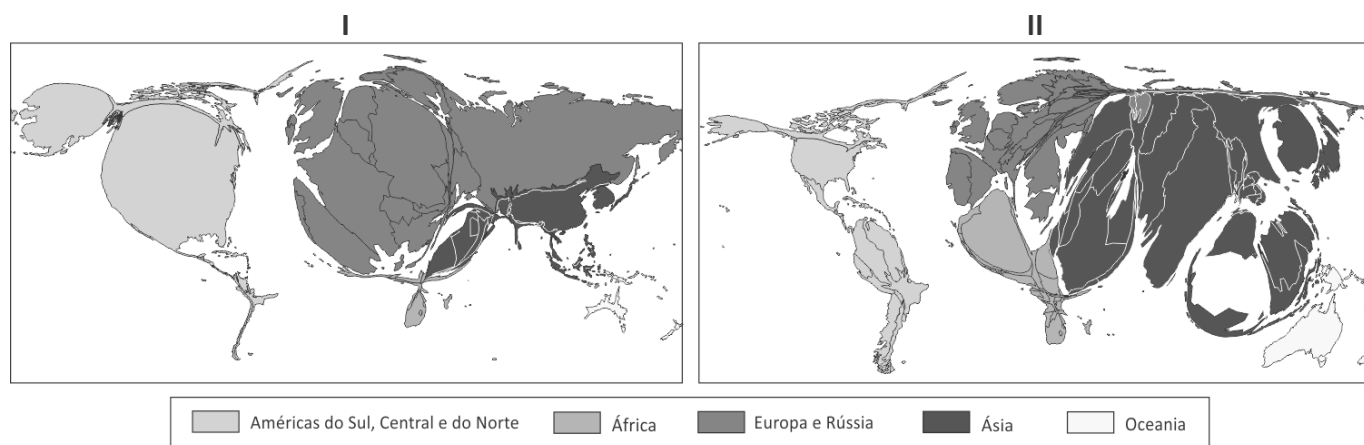 I
II
Américas do Sul, Central e do Norte
África
Europa e Rússia
Ásia
Oceania